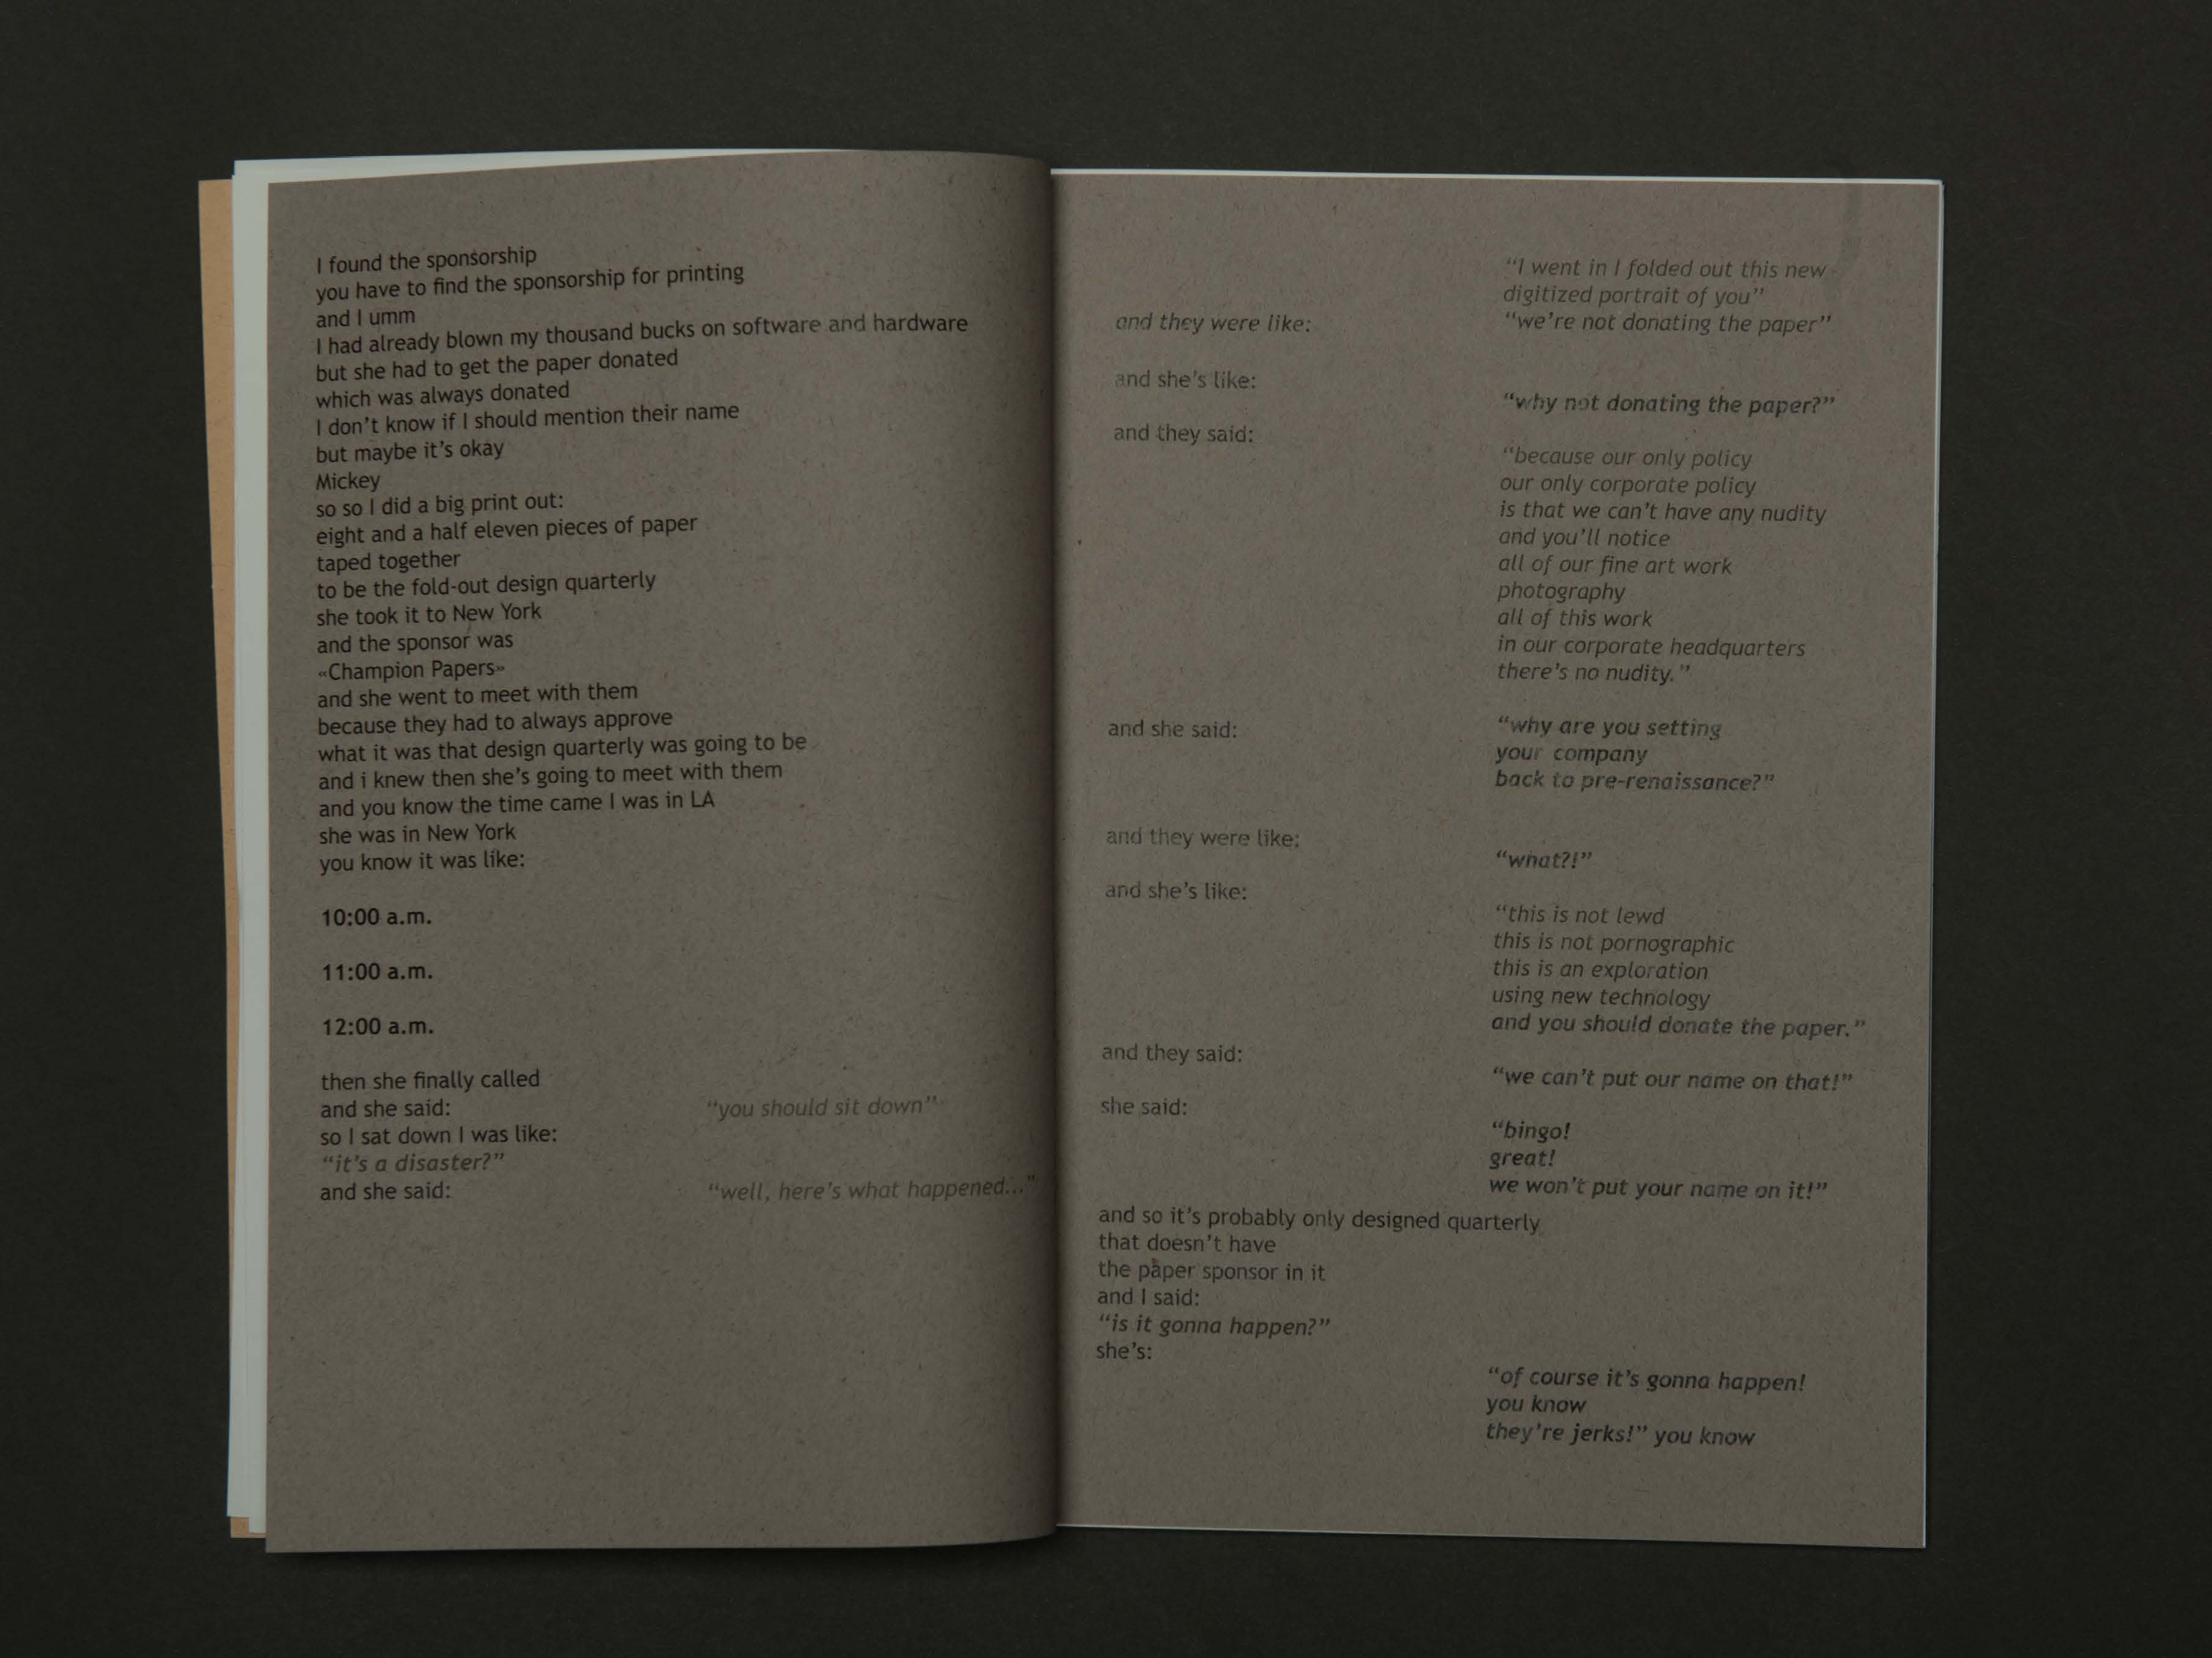 I found the sponsorship
you have to find the sponsorship for printing
and I umm
I had already blown my thousand bucks on software and hardware
but she had to get the paper donated
which was always donated
I don't know if I should mention their name
but maybe it's okay
Mickey
so so I did a big print out:
eight and a half eleven pieces of paper
taped together
to be the fold-out design quarterly
she took it to New York
and the sponsor was
«Champion Papers»
and she went to meet with them
because they had to always approve
what it was that design quarterly was going to be
and i knew then she's going to meet with them
and you know the time came I was in LA
she was in New York
you know it was like:
10:00 a.m.
11:00 a.m.
12:00 a.m.
then she finally called
and she said: “you should sit down”
so I sat down I was like:
“it's a disaster?”
and she said: “well, here's what happened...”
“I went in I folded out this new
digitized portrait of you”
and they were like: “we're not donating the paper”
and she's like:
“why not donating the paper?”
and they said:
“because our only policy
our only corporate policy
is that we can't have any nudity
and you'll notice
all of our fine art work
photography
all of this work
in our corporate headquarters
there's no nudity.”
and she said: “why are you setting
your company
back to pre-renaissance?”
and they were like:
“what?!”
and she's like:
“this is not lewd
this is not pornographic
this is an exploration
using new technology
and you should donate the paper.”
and they said:
“we can't put our name on that!”
she said:
“bingo!
great!
we won't put your name on it!”
and so it's probably only designed quarterly
that doesn't have
the paper sponsor in it
and I said:
“is it gonna happen?”
she's:
“of course it's gonna happen!
you know
they're jerks!” you know